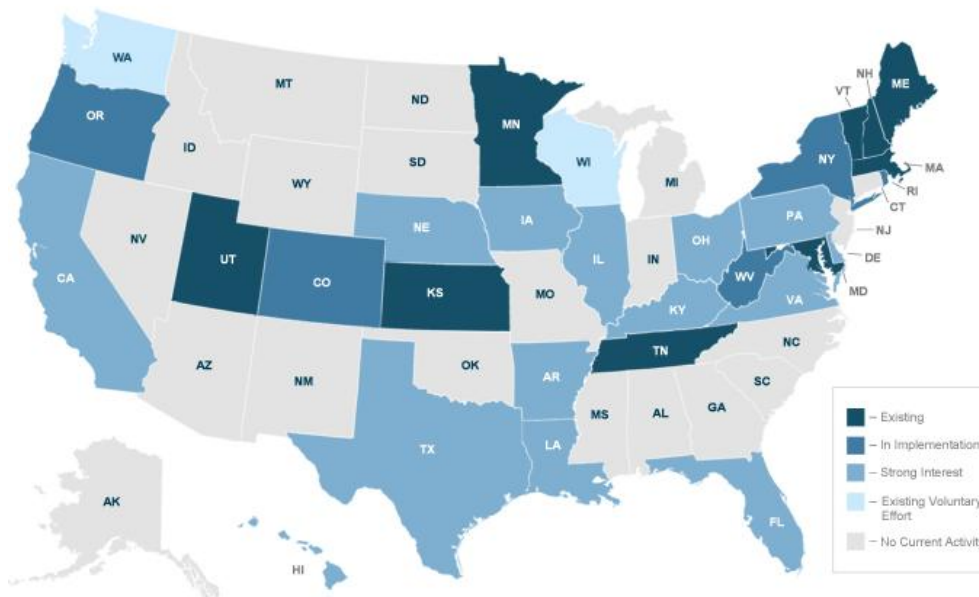 WA
MT
ND
MN
OR
ID
SD
WI
MI
WY
NV
NE
IA
UT
CO
KS
CA
IL
IN
OH
PA
NY
VT
NH
ME
MA
RI
CT
NJ
DE
MD
WV
VA
KY
MO
TN
NC
SC
AZ
NM
OK
AR
MS
AL
GA
LA
TX
FL
AK
HI
– Existing
– In Implementation
– Strong Interest
– Existing Voluntary
Effort
– No Current Activit